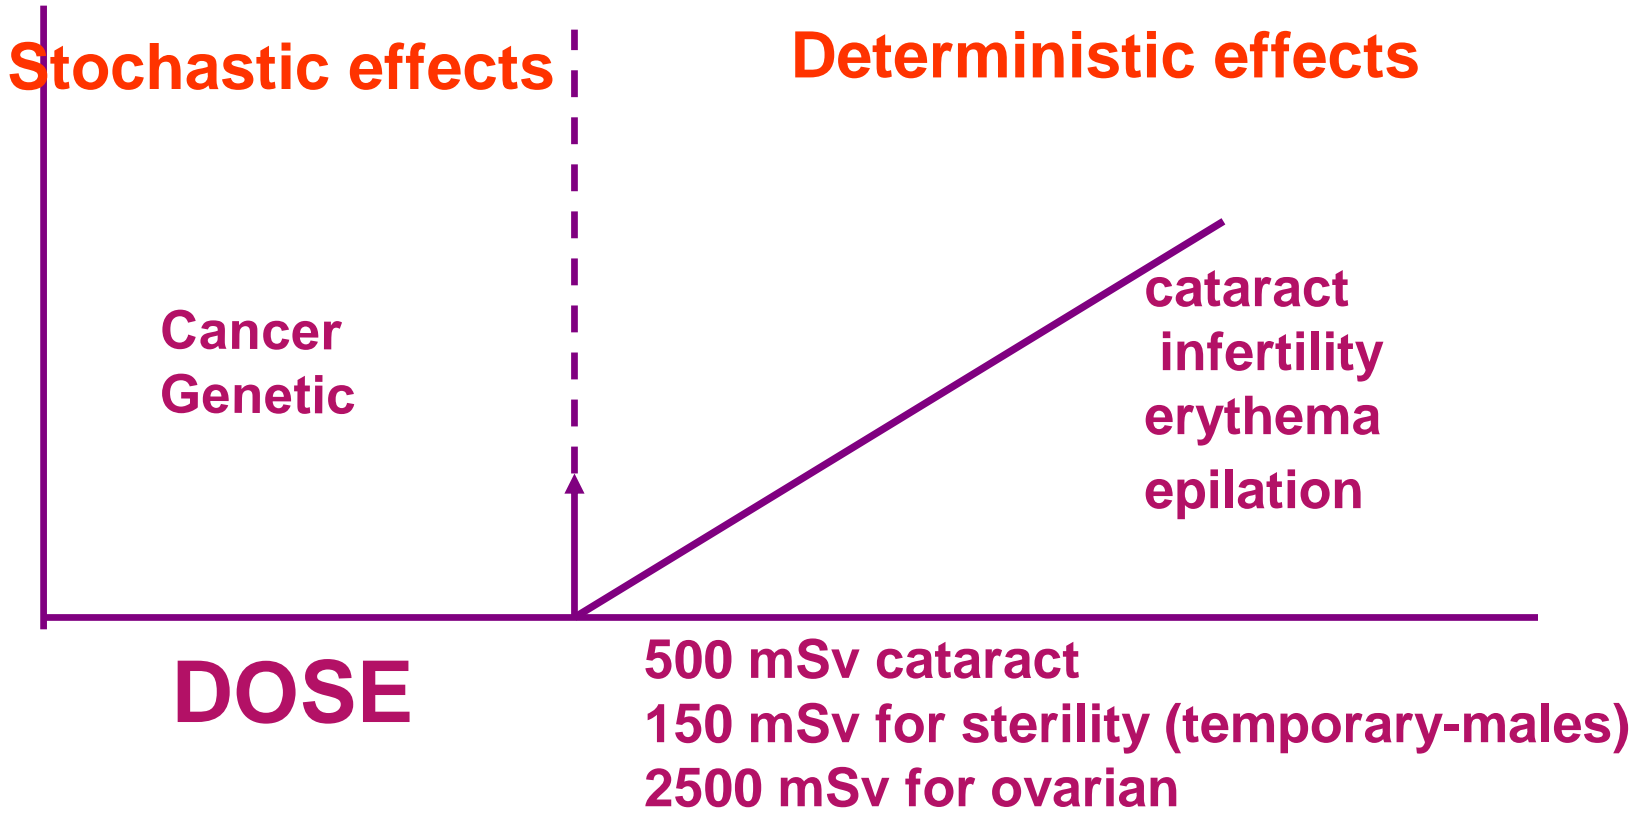 Stochastic effects
Deterministic effects
Cancer
Genetic
cataract
infertility
erythema
epilation
DOSE
500 mSv cataract
150 mSv for sterility (temporary-males)
2500 mSv for ovarian